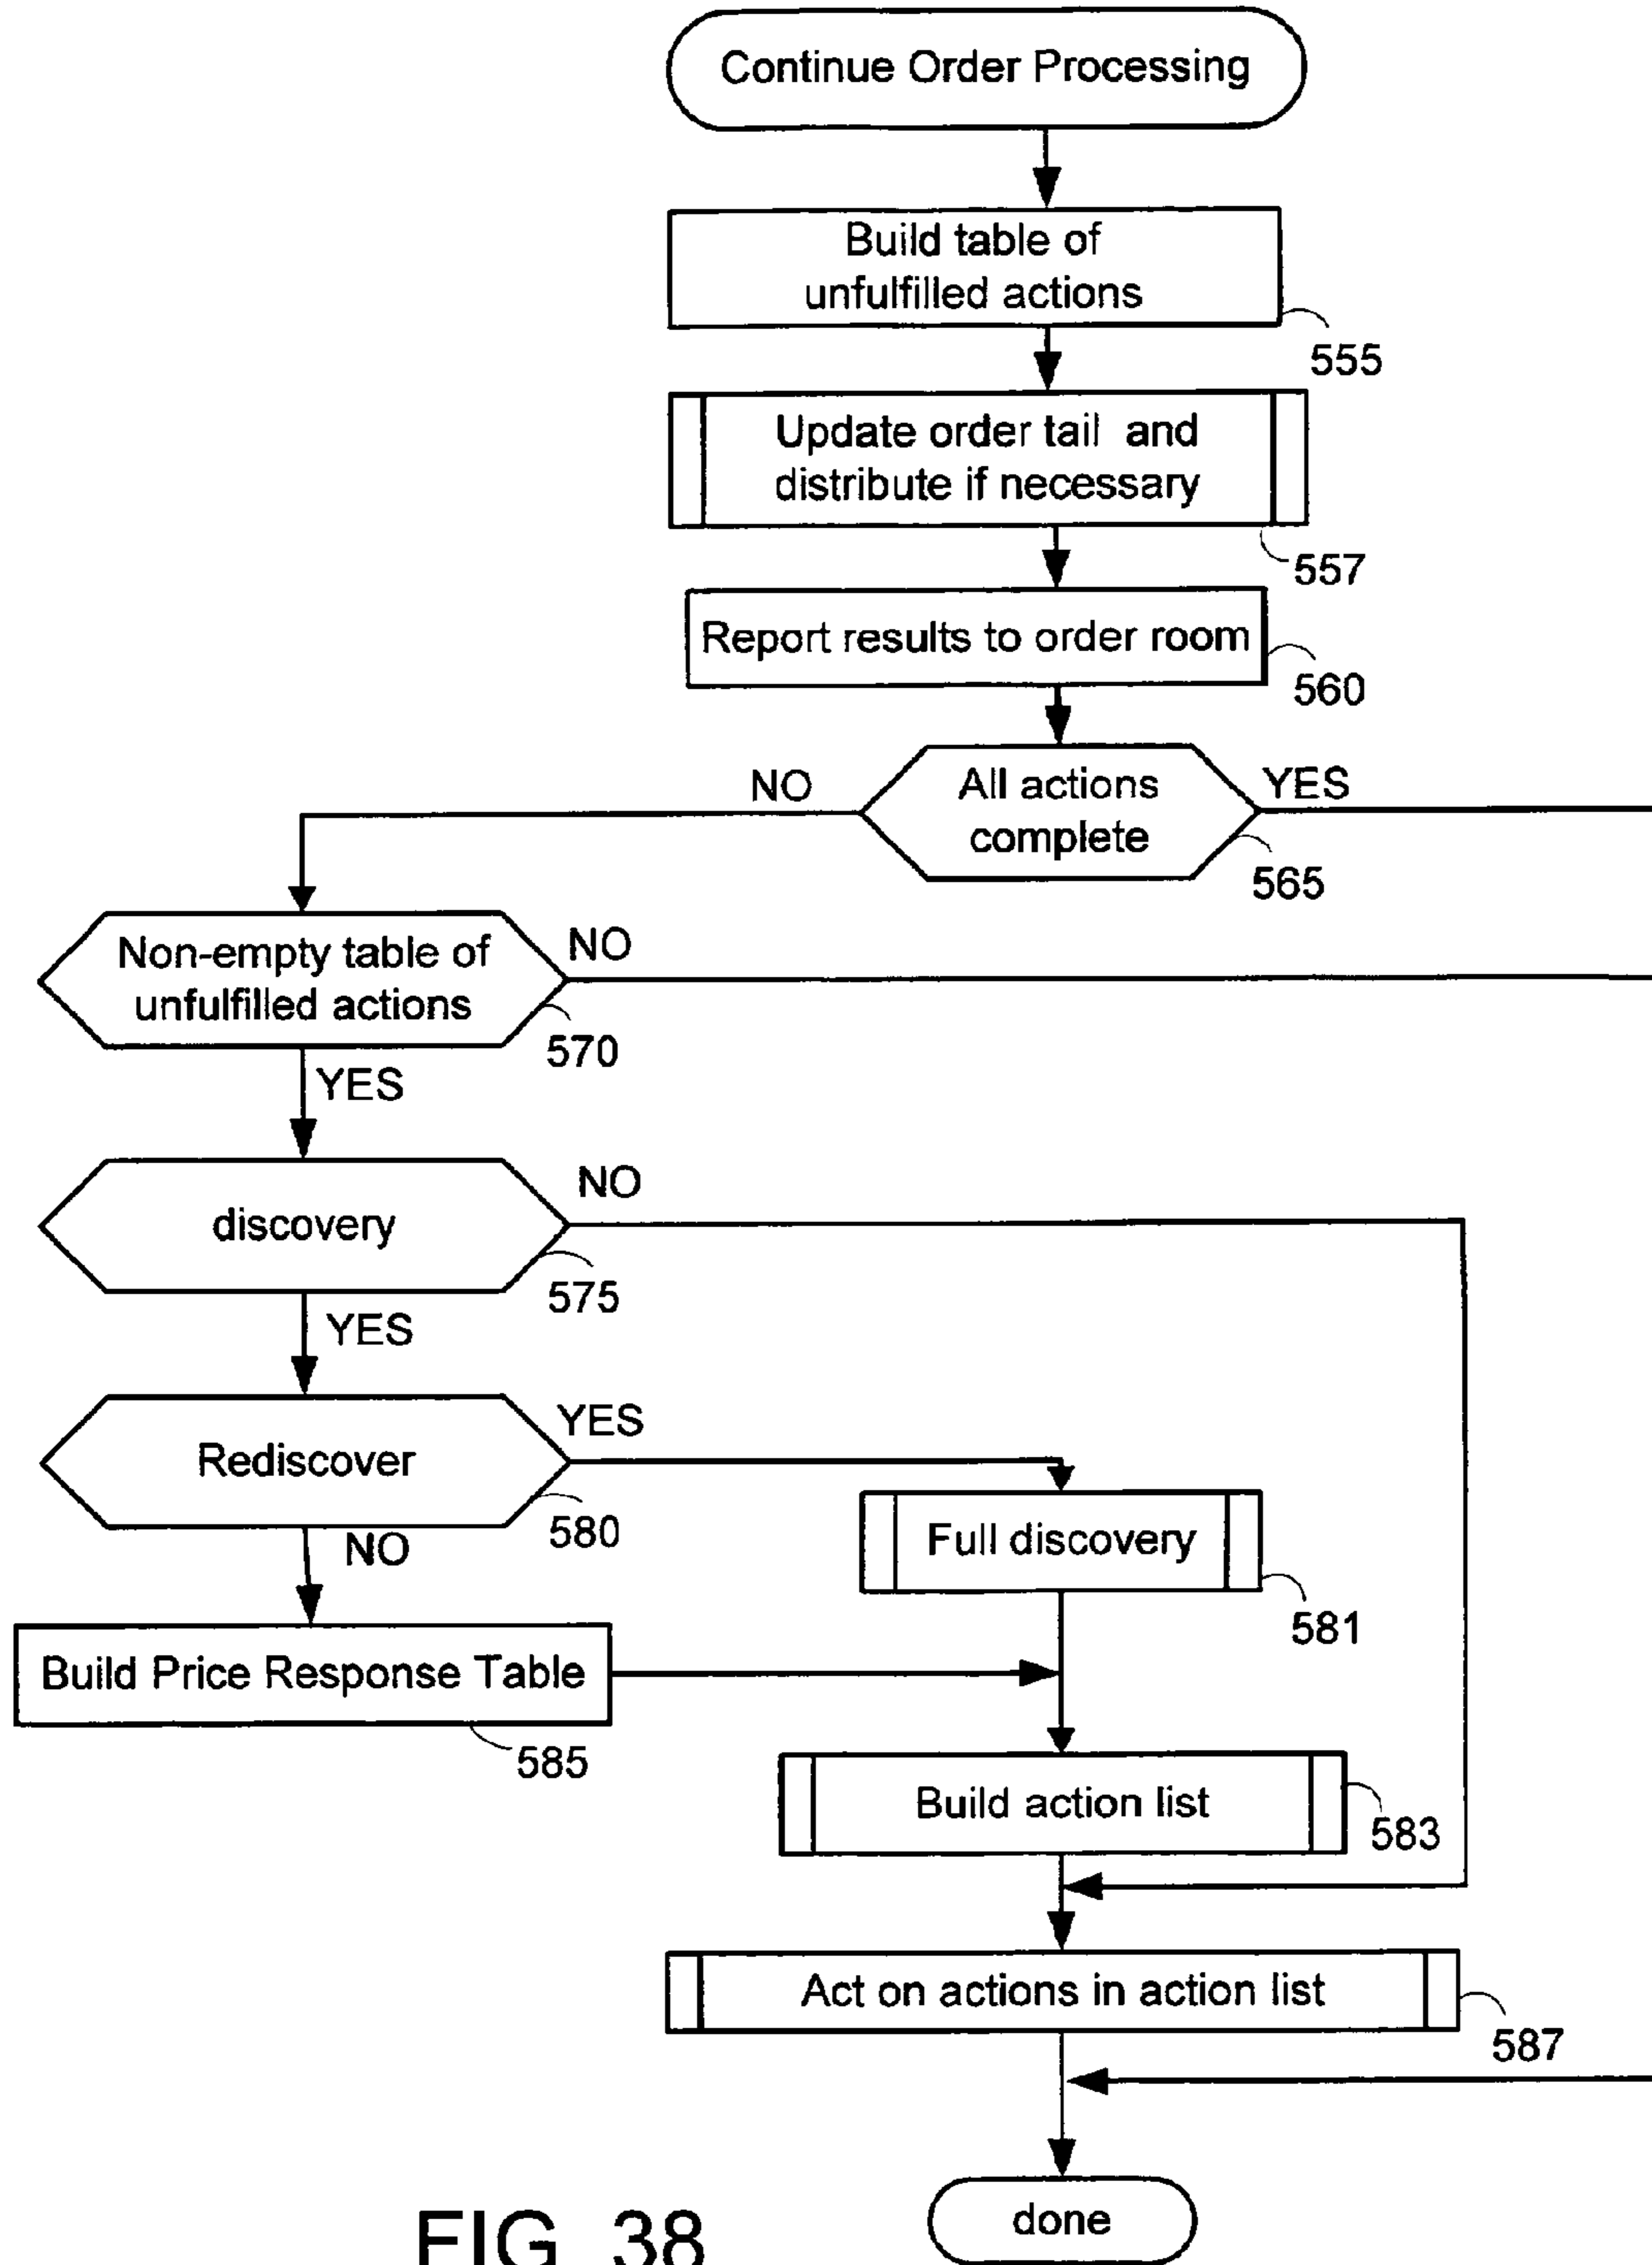 Continue Order Processing
Build table of
unfulfilled actions
555
Update order tail and
distribute if necessary
557
Report results to order room
560
NO
All actions
complete
YES
565
Non-empty table of
unfulfilled actions
NO
570
YES
discovery
NO
575
YES
Rediscover
YES
580
NO
Full discovery
581
Build Price Response Table
585
Build action list
583
Act on actions in action list
587
done
FIG. 38